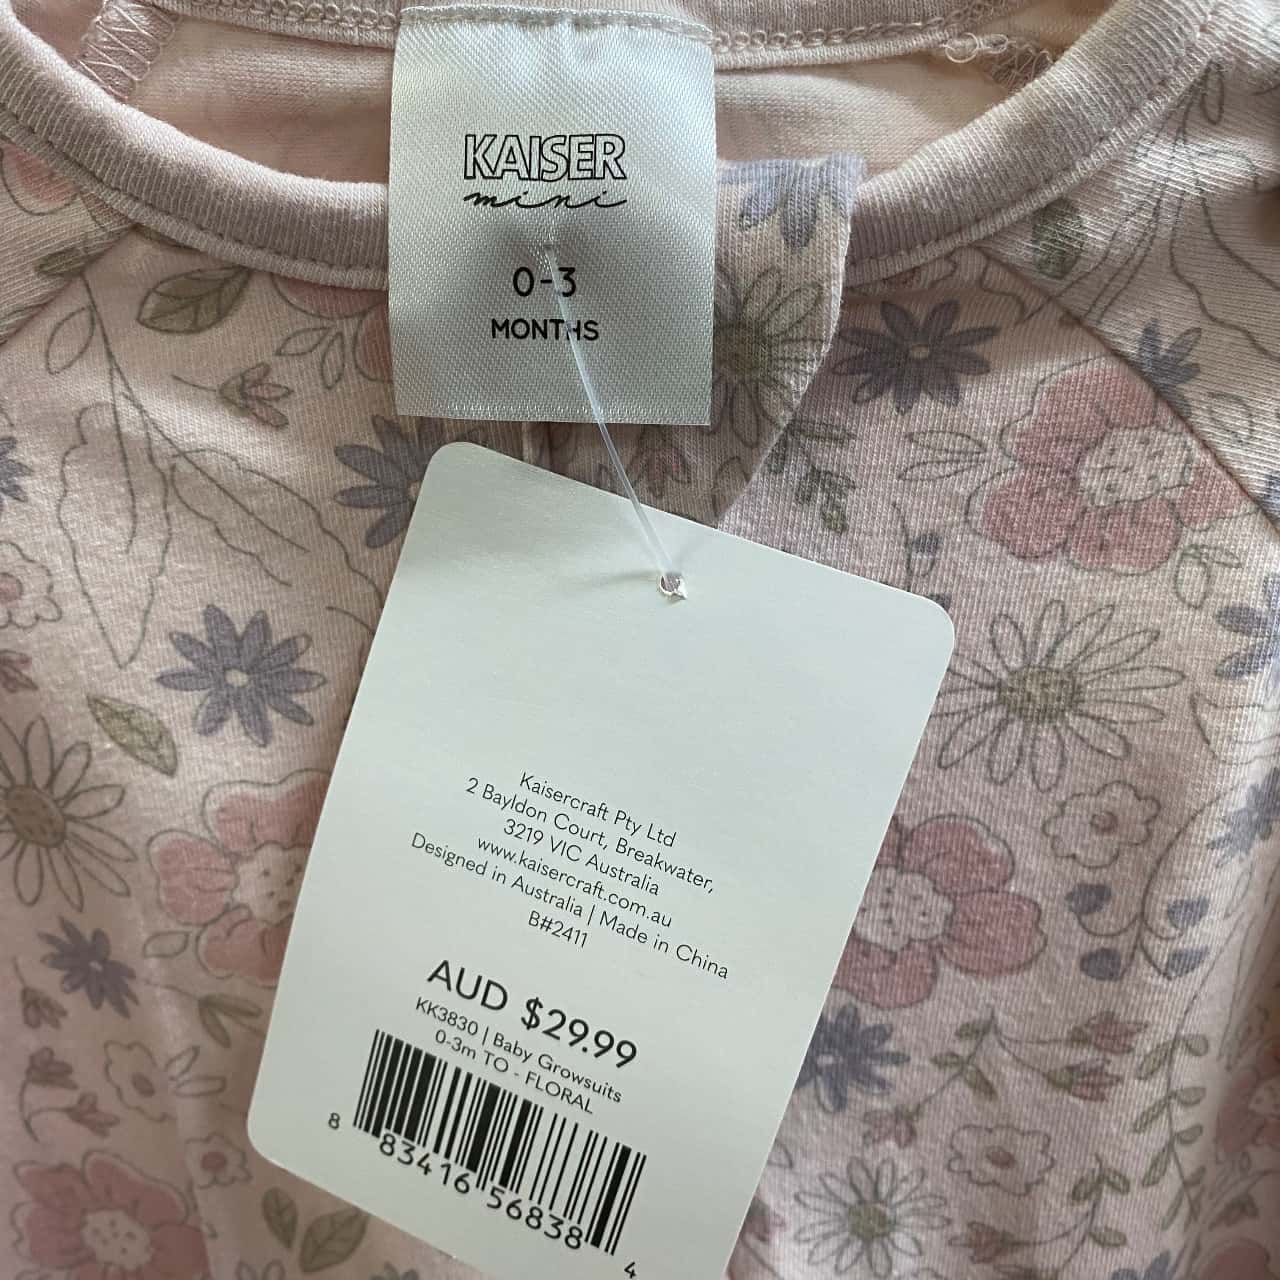 KAISER
mini
0-3
MONTHS
Kaisercraft Pty Ltd
2 Bayldon Court, Breakwater,
3219 VIC Australia
www.kaisercraft.com.au
Designed in Australia | Made in China
B#2411
AUD $29.99
KK3830 | Baby Growsuits
0-3m TO - FLORAL
8 83416 56838 4